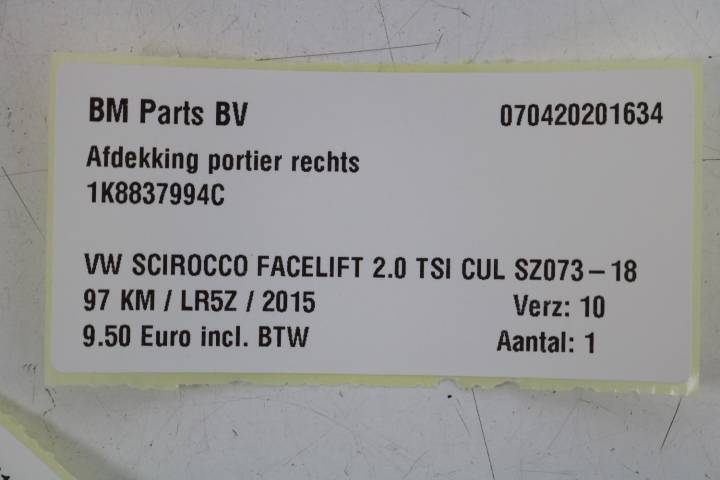 BM Parts BV 070420201634
Afdekking portier rechts
1K8837994C
VW SCIROCCO FACELIFT 2.0 TSI CUL SZ073-18
97 KM / LR5Z / 2015 Verz: 10
9.50 Euro incl. BTW Aantal: 1